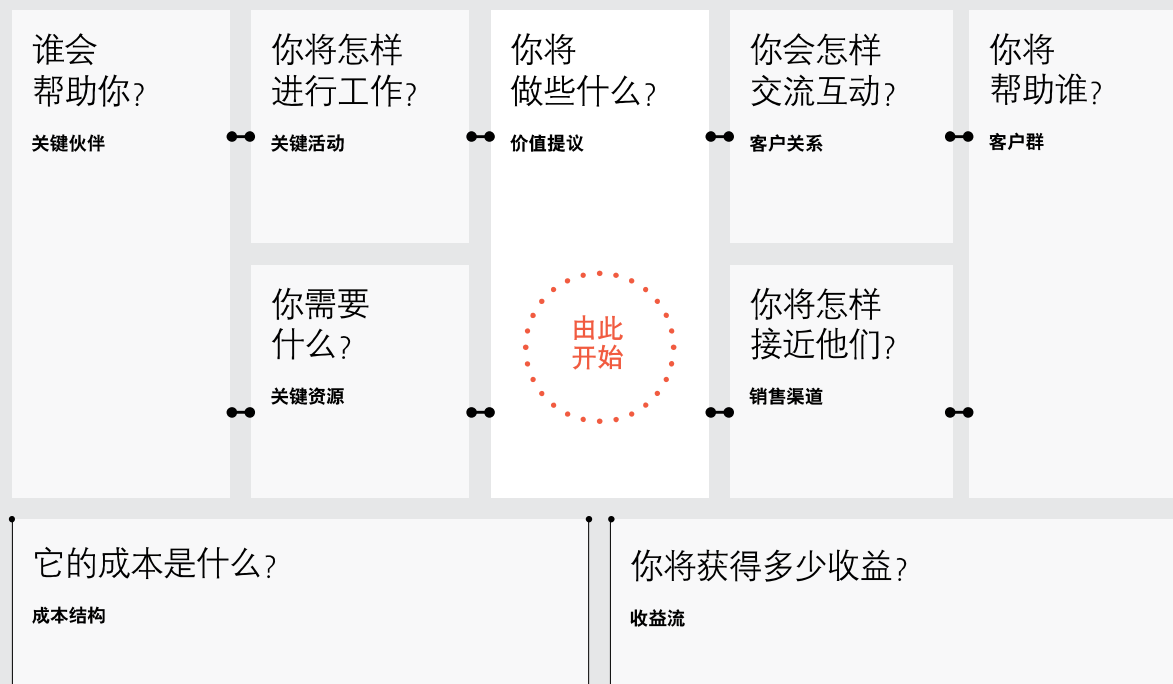 谁会
帮助你?
关键伙伴
你将怎样
进行工作?
关键活动
你需要
什么?
关键资源
你将
做些什么?
价值提议
由此
开始
你会怎样
交流互动?
客户关系
你将怎样
接近他们?
销售渠道
你将
帮助谁?
客户群
它的成本是什么?
成本结构
你将获得多少收益?
收益流